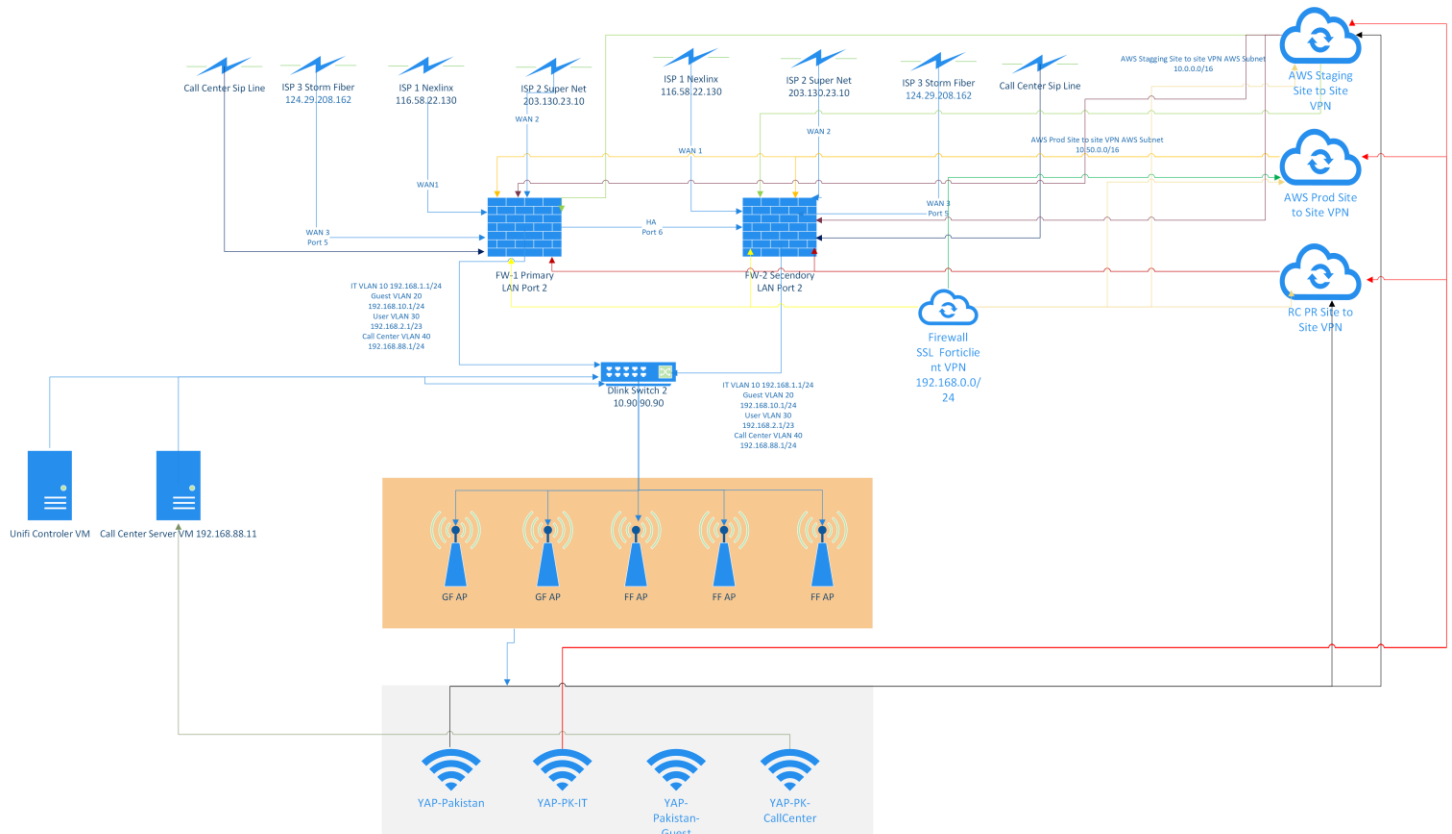 Call Center Sip Line
ISP 3 Storm Fiber
124.29.208.162
ISP 1 Nexlinx
116.58.22.130
ISP 2 Super Net
203.130.23.10
ISP 1 Nexlinx
116.58.22.130
ISP 2 Super Net
203.130.23.10
ISP 3 Storm Fiber
124.29.208.162
Call Center Sip Line
AWS Stagging Site to site VPN AWS Subnet
10.0.0.0/16
AWS Staging
Site to Site
VPN
WAN 2
WAN 2
WAN 1
AWS Prod Site to site VPN AWS Subnet
10.50.0.0/16
WAN1
AWS Prod Site
to Site VPN
WAN 3
Port 5
HA
Port 6
WAN 3
Port 5
FW-1 Primary
LAN Port 2
FW-2 Secendory
LAN Port 2
RC PR Site to
Site VPN
IT VLAN 10 192.168.1.1/24
Guest VLAN 20
192.168.10.1/24
User VLAN 30
192.168.2.1/23
Call Center VLAN 40
192.168.88.1/24
Firewall
SSL Forticlie
nt VPN
192.168.0.0/
24
Dlink Switch 2
10.90.90.90
IT VLAN 10 192.168.1.1/24
Guest VLAN 20
192.168.10.1/24
User VLAN 30
192.168.2.1/23
Call Center VLAN 40
192.168.88.1/24
Unifi Controler VM
Call Center Server VM 192.168.88.11
GF AP
GF AP
FF AP
FF AP
FF AP
YAP-Pakistan
YAP-PK-IT
YAP-
Pakistan-
Guest
YAP-PK-
CallCenter